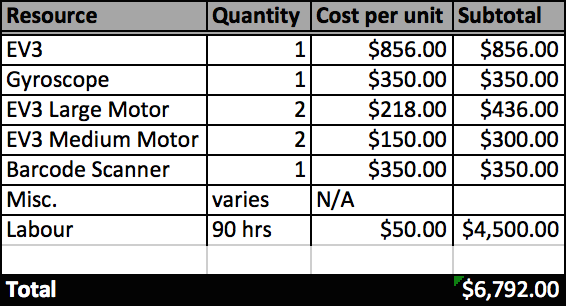 Resource Quantity Cost per unit Subtotal
EV3 1 $856.00 $856.00
Gyroscope 1 $350.00 $350.00
EV3 Large Motor 2 $218.00 $436.00
EV3 Medium Motor 2 $150.00 $300.00
Barcode Scanner 1 $350.00 $350.00
Misc. varies N/A
Labour 90 hrs $50.00 $4,500.00
Total $6,792.00